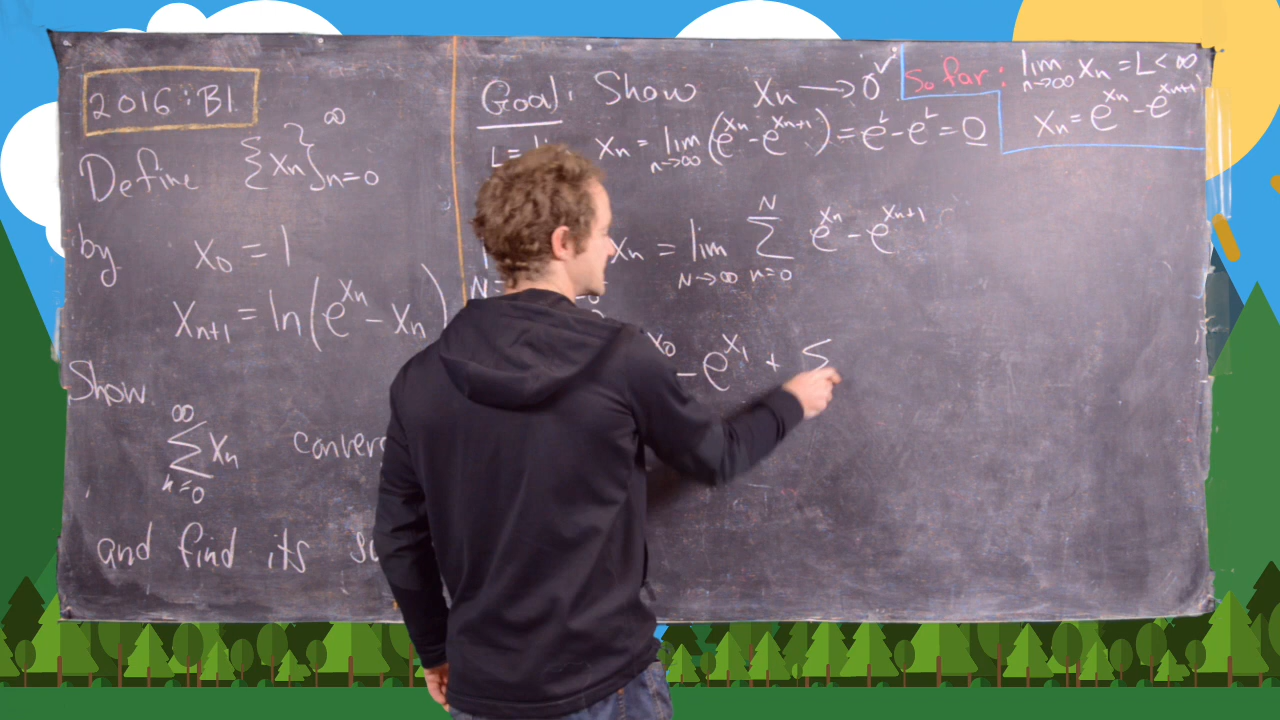 2016:B1.
Define {xn}∞n=0
by x0 = 1
xn+1 = ln(e^xn - xn)
Show
∞
Σ xn
n=0
and find its
Goal: Show xn → 0 ✓
xn = lim n→∞ (e^xn - e^xn+1) = e^L - e^L = 0
xn = lim N→∞ N Σ n=0 e^xn - e^xn+1
x0 - e^x1 + Σ
So far: lim n→∞ xn = L < ∞
xn = e^xn - e^xn+1